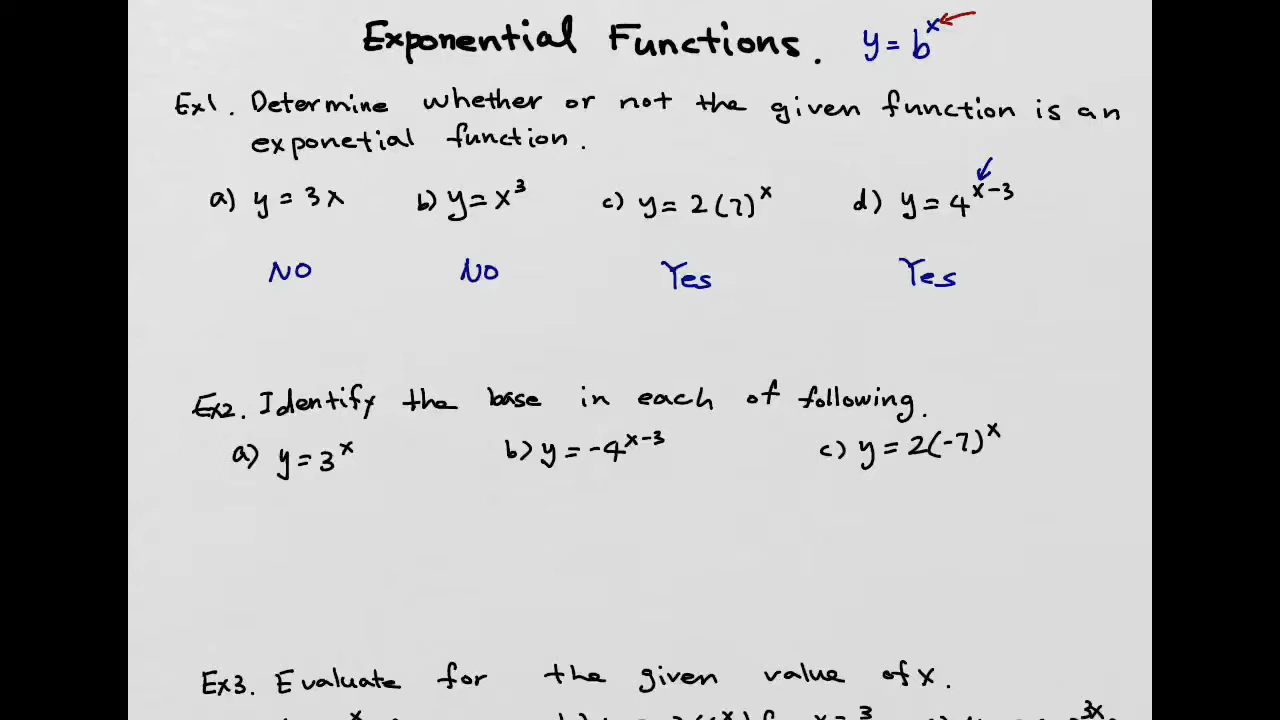 Exponential Functions. y = b^x
Ex1. Determine whether or not the given function is an
exponetial function.
a) y = 3x b) y = x^3 c) y = 2(7)^x d) y = 4^(x-3)
NO NO Yes Yes
Ex2. Identify the base in each of following.
a) y = 3^x b) y = -4^(x-3) c) y = 2(-7)^x
Ex3. Evaluate for the given value of x.